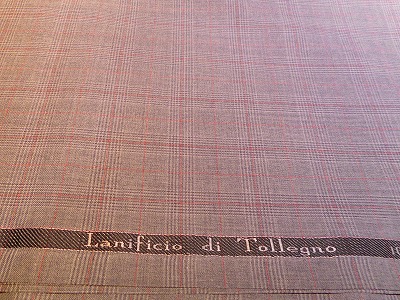 Lanificio di Tollegno